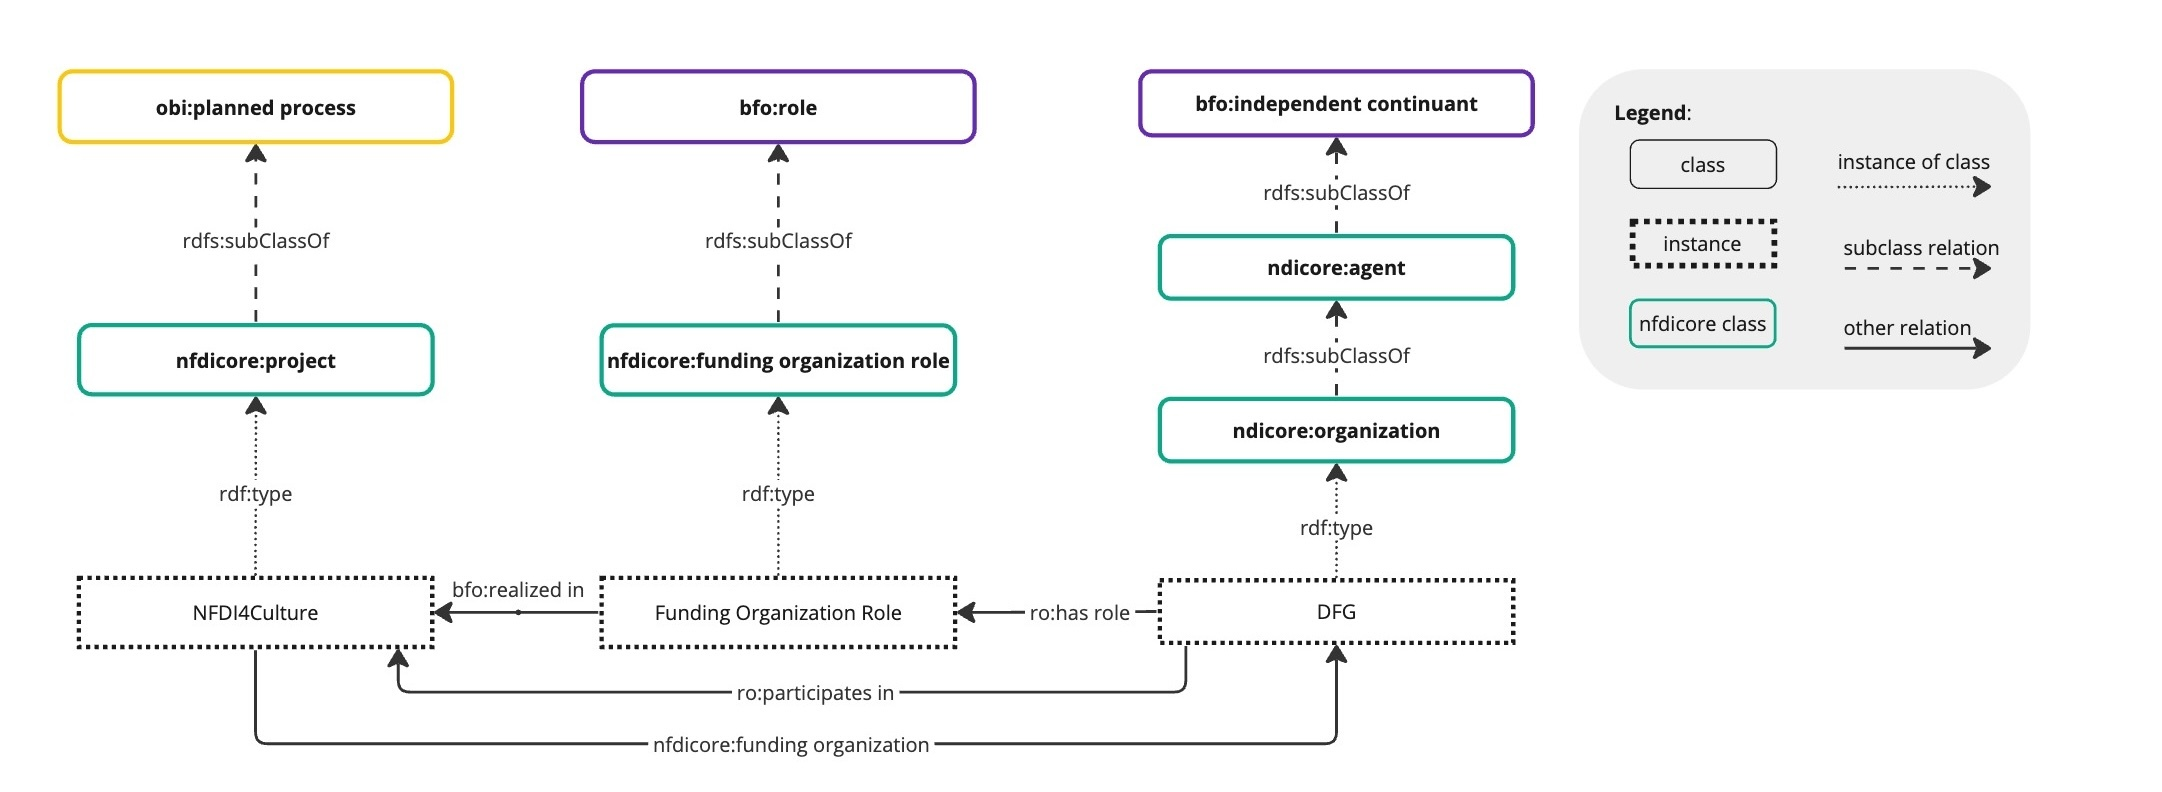 obi:planned process
bfo:role
bfo:independent continuant
Legend:
class
instance of class
rdfs:subClassOf
rdfs:subClassOf
rdfs:subClassOf
instance
subclass relation
ndicore:agent
nfdicore class
other relation
nfdicore:project
nfdicore:funding organization role
rdfs:subClassOf
ndicore:organization
rdf:type
rdf:type
rdf:type
NFDI4Culture
bfo:realized in
Funding Organization Role
ro:has role
DFG
ro:participates in
nfdicore:funding organization